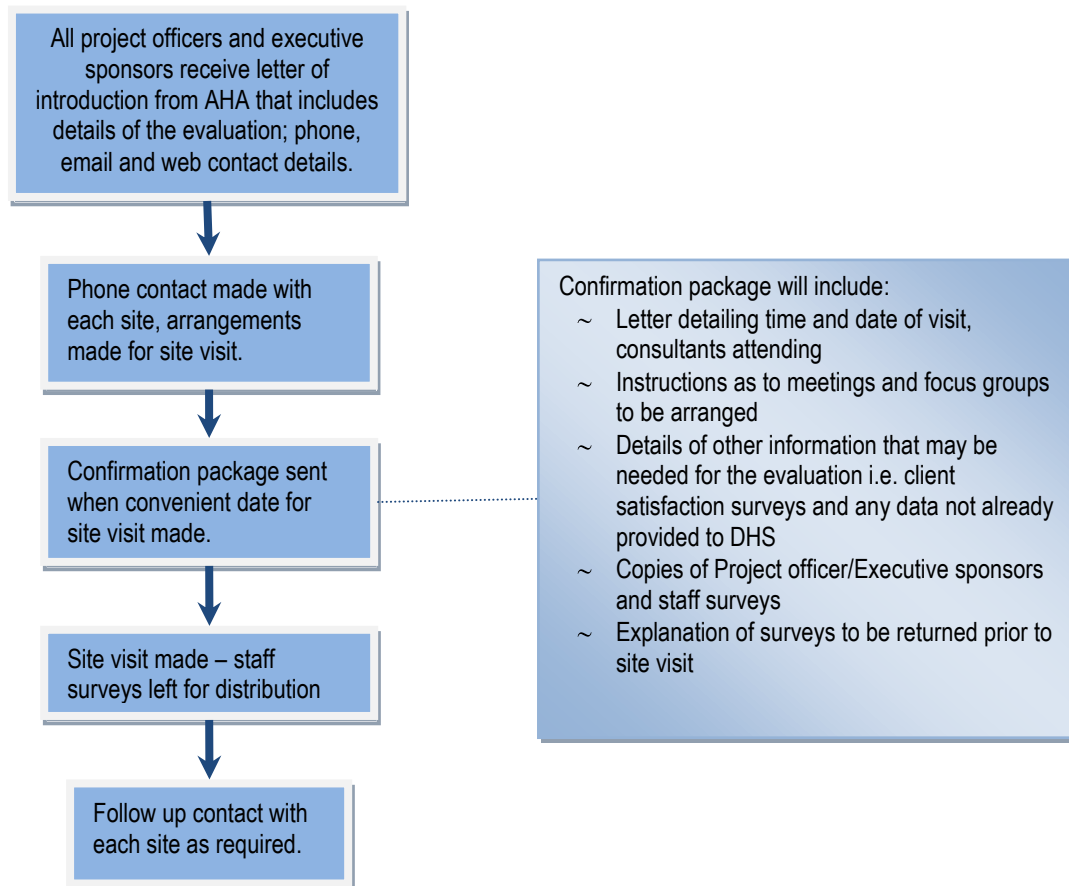 All project officers and executive
sponsors receive letter of
introduction from AHA that includes
details of the evaluation; phone,
email and web contact details.
Phone contact made with
each site, arrangements
made for site visit.
Confirmation package sent
when convenient date for
site visit made.
Site visit made – staff
surveys left for distribution
Follow up contact with
each site as required.
Confirmation package will include:
~ Letter detailing time and date of visit,
consultants attending
~ Instructions as to meetings and focus groups
to be arranged
~ Details of other information that may be
needed for the evaluation i.e. client
satisfaction surveys and any data not already
provided to DHS
~ Copies of Project officer/Executive sponsors
and staff surveys
~ Explanation of surveys to be returned prior to
site visit